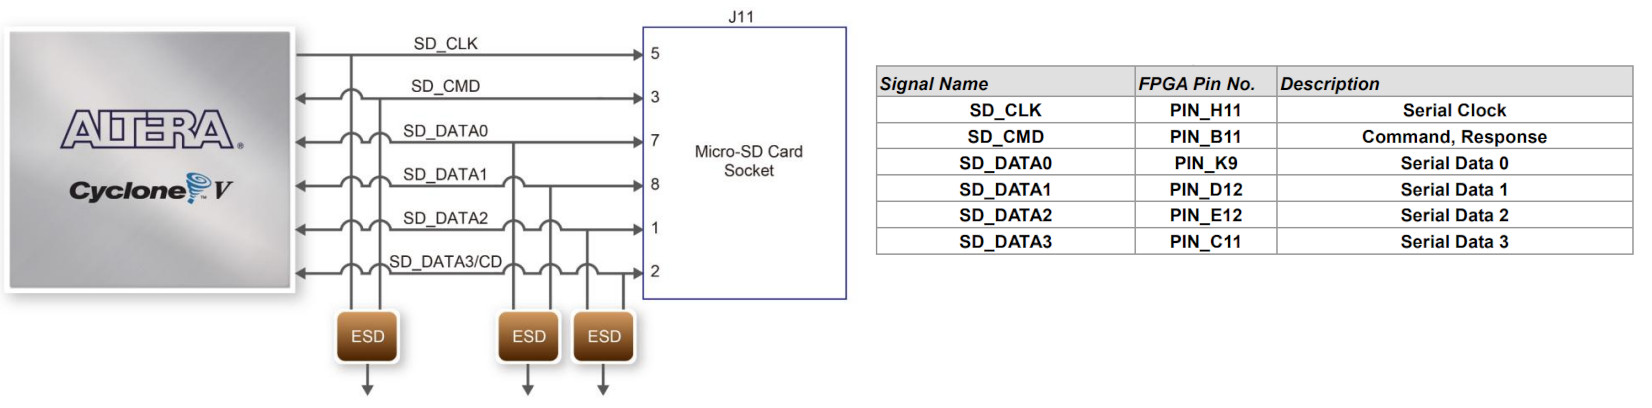 J11
SD_CLK 5
SD_CMD 3
SD_DATA0 7
SD_DATA1 8
SD_DATA2 1
SD_DATA3/CD 2
ALTERA.
Cyclone V
™
Micro-SD Card
Socket
ESD
ESD
ESD
Signal Name FPGA Pin No. Description
SD_CLK PIN_H11 Serial Clock
SD_CMD PIN_B11 Command, Response
SD_DATA0 PIN_K9 Serial Data 0
SD_DATA1 PIN_D12 Serial Data 1
SD_DATA2 PIN_E12 Serial Data 2
SD_DATA3 PIN_C11 Serial Data 3